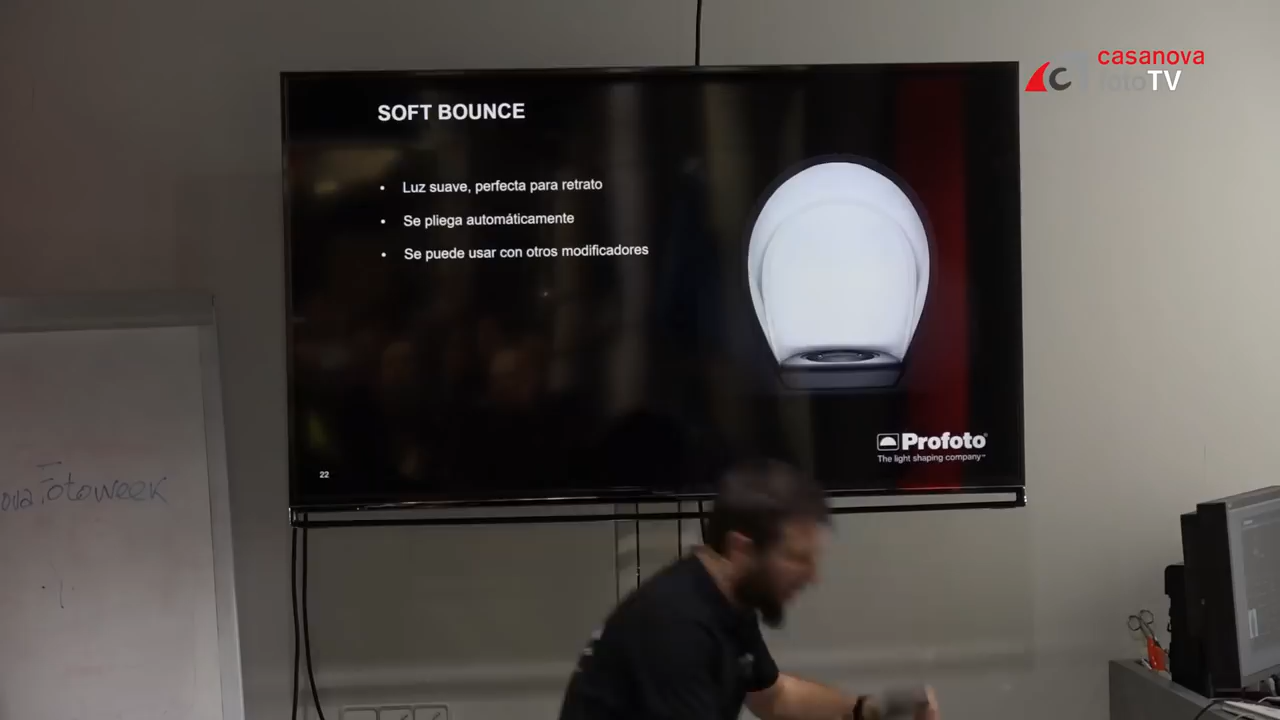 casanova
fotoTV
SOFT BOUNCE
• Luz suave, perfecta para retrato
• Se pliega automáticamente
• Se puede usar con otros modificadores
Profoto
The light shaping company™
22
ova fotoweek